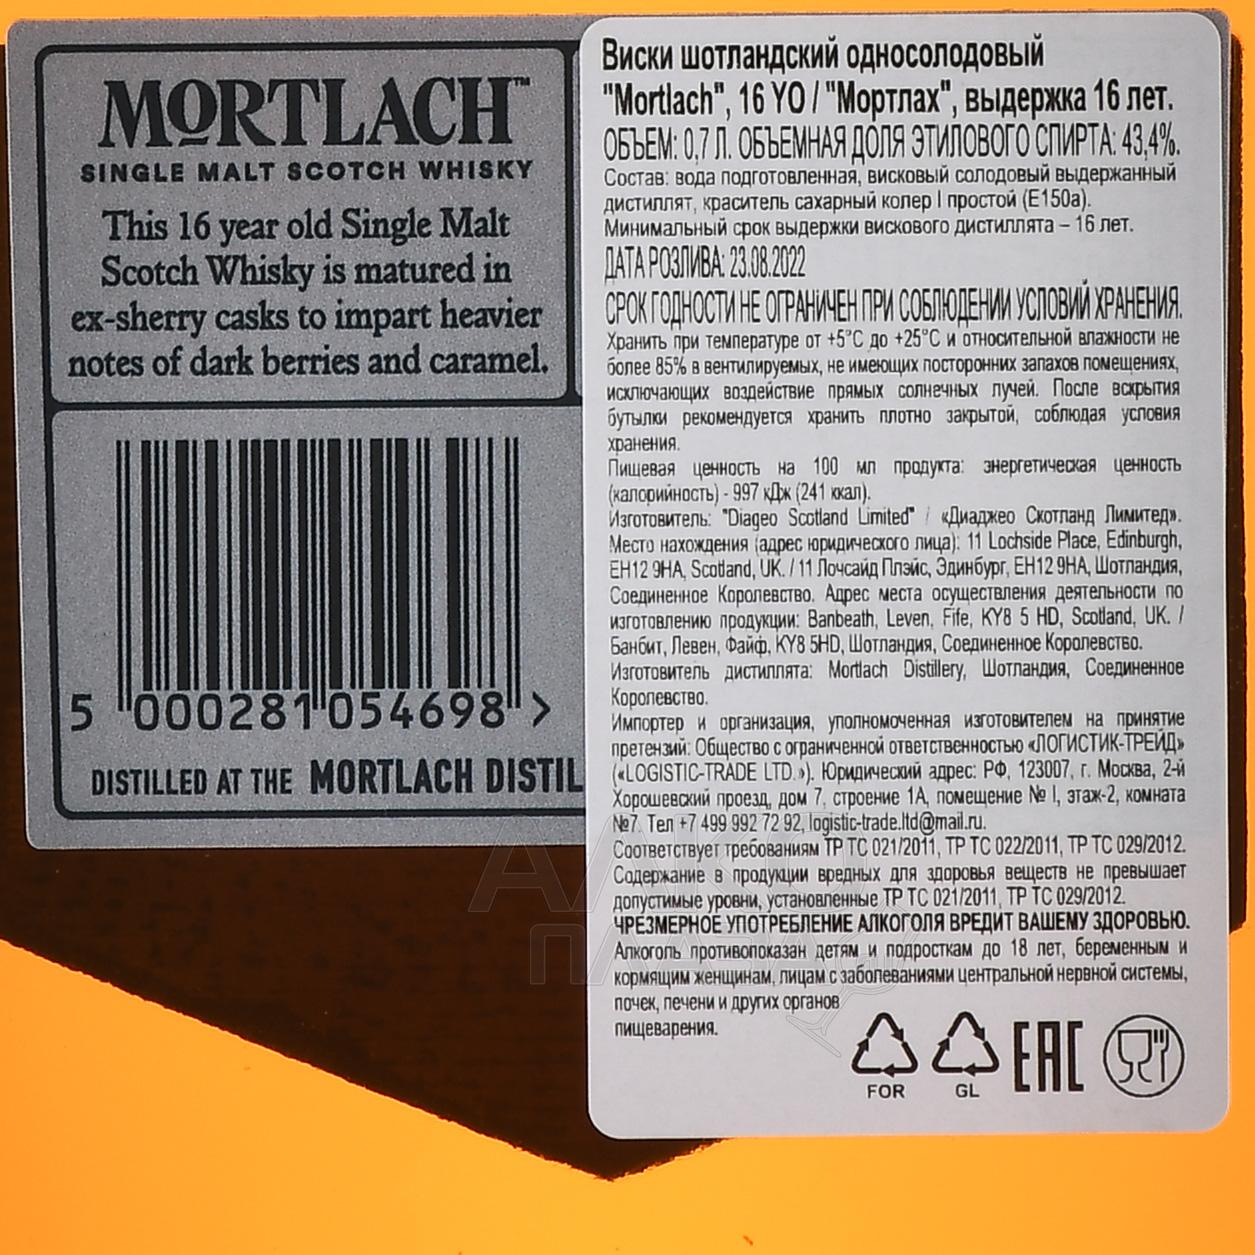 MORTLACH™
SINGLE MALT SCOTCH WHISKY
This 16 year old Single Malt
Scotch Whisky is matured in
ex-sherry casks to impart heavier
notes of dark berries and caramel.
5 000281 054698 >
DISTILLED AT THE MORTLACH DISTIL
Виски шотландский односолодовый
"Mortlach", 16 YO / "Мортлах", выдержка 16 лет.
ОБЪЕМ: 0,7 Л. ОБЪЕМНАЯ ДОЛЯ ЭТИЛОВОГО СПИРТА: 43,4%.
Состав: вода подготовленная, висковый солодовый выдержанный
дистиллят, краситель сахарный колер I простой (Е150а).
Минимальный срок выдержки вискового дистиллята – 16 лет.
ДАТА РОЗЛИВА: 23.08.2022
СРОК ГОДНОСТИ НЕ ОГРАНИЧЕН ПРИ СОБЛЮДЕНИИ УСЛОВИЙ ХРАНЕНИЯ.
Хранить при температуре от +5°С до +25°С и относительной влажности не
более 85% в вентилируемых, не имеющих посторонних запахов помещениях,
исключающих воздействие прямых солнечных лучей. После вскрытия
бутылки рекомендуется хранить плотно закрытой, соблюдая условия
хранения.
Пищевая ценность на 100 мл продукта: энергетическая ценность
(калорийность) - 997 кДж (241 ккал).
Изготовитель: "Diageo Scotland Limited" / «Диаджео Скотланд Лимитед».
Место нахождения (адрес юридического лица): 11 Lochside Place, Edinburgh,
EH12 9HA, Scotland, UK. / 11 Лочсайд Плэйс, Эдинбург, EH12 9HA, Шотландия,
Соединенное Королевство. Адрес места осуществления деятельности по
изготовлению продукции: Banbeath, Leven, Fife, KY8 5 HD, Scotland, UK. /
Банбит, Левен, Файф, KY8 5HD, Шотландия, Соединенное Королевство.
Изготовитель дистиллята: Mortlach Distillery, Шотландия, Соединенное
Королевство.
Импортер и организация, уполномоченная изготовителем на принятие
претензий: Общество с ограниченной ответственностью «ЛОГИСТИК-ТРЕЙД»
(«LOGISTIC-TRADE LTD.»). Юридический адрес: РФ, 123007, г. Москва, 2-й
Хорошевский проезд, дом 7, строение 1А, помещение № I, этаж-2, комната
№7. Тел +7 499 992 72 92, logistic-trade.ltd@mail.ru.
Соответствует требованиям ТР ТС 021/2011, ТР ТС 022/2011, ТР ТС 029/2012.
Содержание в продукции вредных для здоровья веществ не превышает
допустимые уровни, установленные ТР ТС 021/2011, ТР ТС 029/2012.
ЧРЕЗМЕРНОЕ УПОТРЕБЛЕНИЕ АЛКОГОЛЯ ВРЕДИТ ВАШЕМУ ЗДОРОВЬЮ.
Алкоголь противопоказан детям и подросткам до 18 лет, беременным и
кормящим женщинам, лицам с заболеваниями центральной нервной системы,
почек, печени и других органов
пищеварения.
FOR GL EAC